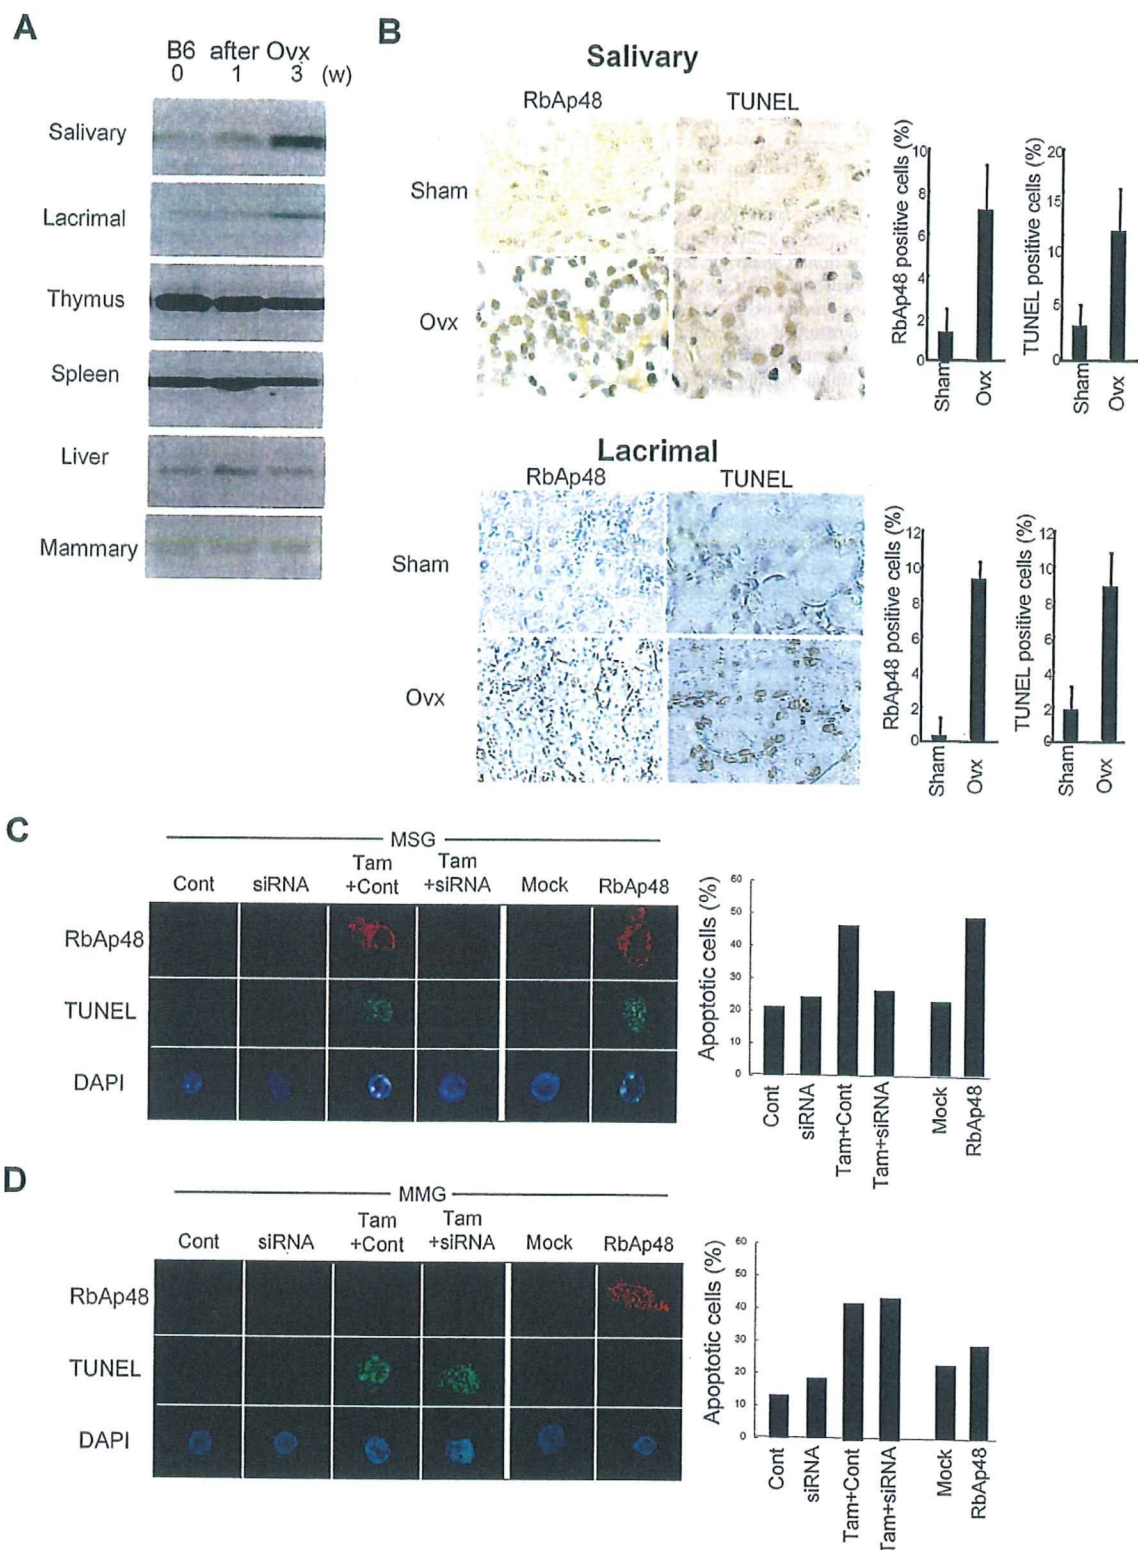 A
B6 after Ovx
0 1 3 (w)
Salivary
Lacrimal
Thymus
Spleen
Liver
Mammary
B
Salivary
RbAp48 TUNEL
Sham
Ovx
RbAp48 positive cells (%)
10
8
6
4
2
0
Sham Ovx
TUNEL positive cells (%)
20
15
10
5
0
Sham Ovx
Lacrimal
RbAp48 TUNEL
Sham
Ovx
RbAp48 positive cells (%)
12
10
8
6
4
2
0
Sham Ovx
TUNEL positive cells (%)
12
10
8
6
4
2
0
Sham Ovx
C
MSG
Cont siRNA Tam +Cont Tam +siRNA Mock RbAp48
RbAp48
TUNEL
DAPI
Apoptotic cells (%)
60
50
40
30
20
10
0
Cont siRNA Tam+Cont Tam+siRNA Mock RbAp48
D
MMG
Cont siRNA Tam +Cont Tam +siRNA Mock RbAp48
RbAp48
TUNEL
DAPI
Apoptotic cells (%)
60
50
40
30
20
10
0
Cont siRNA Tam+Cont Tam+siRNA Mock RbAp48